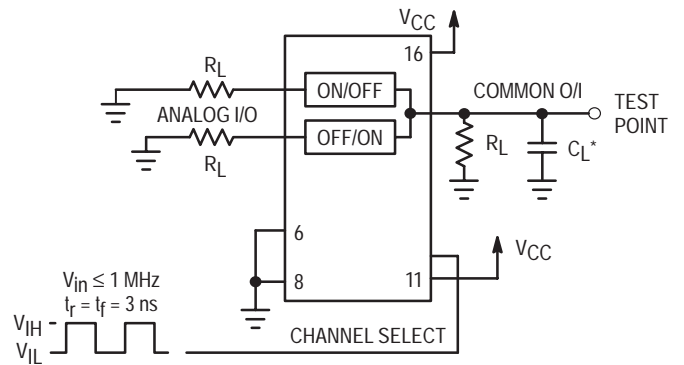 VCC
16
RL
ON/OFF
COMMON O/I
TEST
POINT
ANALOG I/O
OFF/ON
RL
RL
CL*
6
VCC
8
11
Vin ≤ 1 MHz
tr = tf = 3 ns
VIH
VIL
CHANNEL SELECT